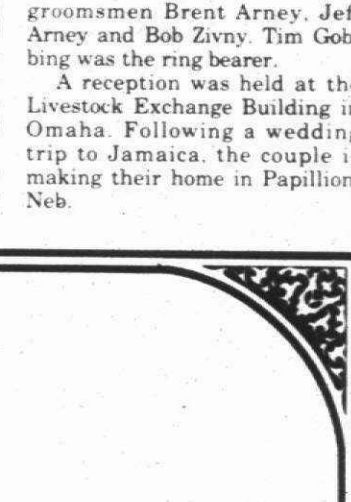 groomsmen Brent Arney, Jef
Arney and Bob Zivny. Tim Gob
bing was the ring bearer.
A reception was held at the
Livestock Exchange Building i
Omaha. Following a wedding
trip to Jamaica, the couple i
making their home in Papillion
Neb.